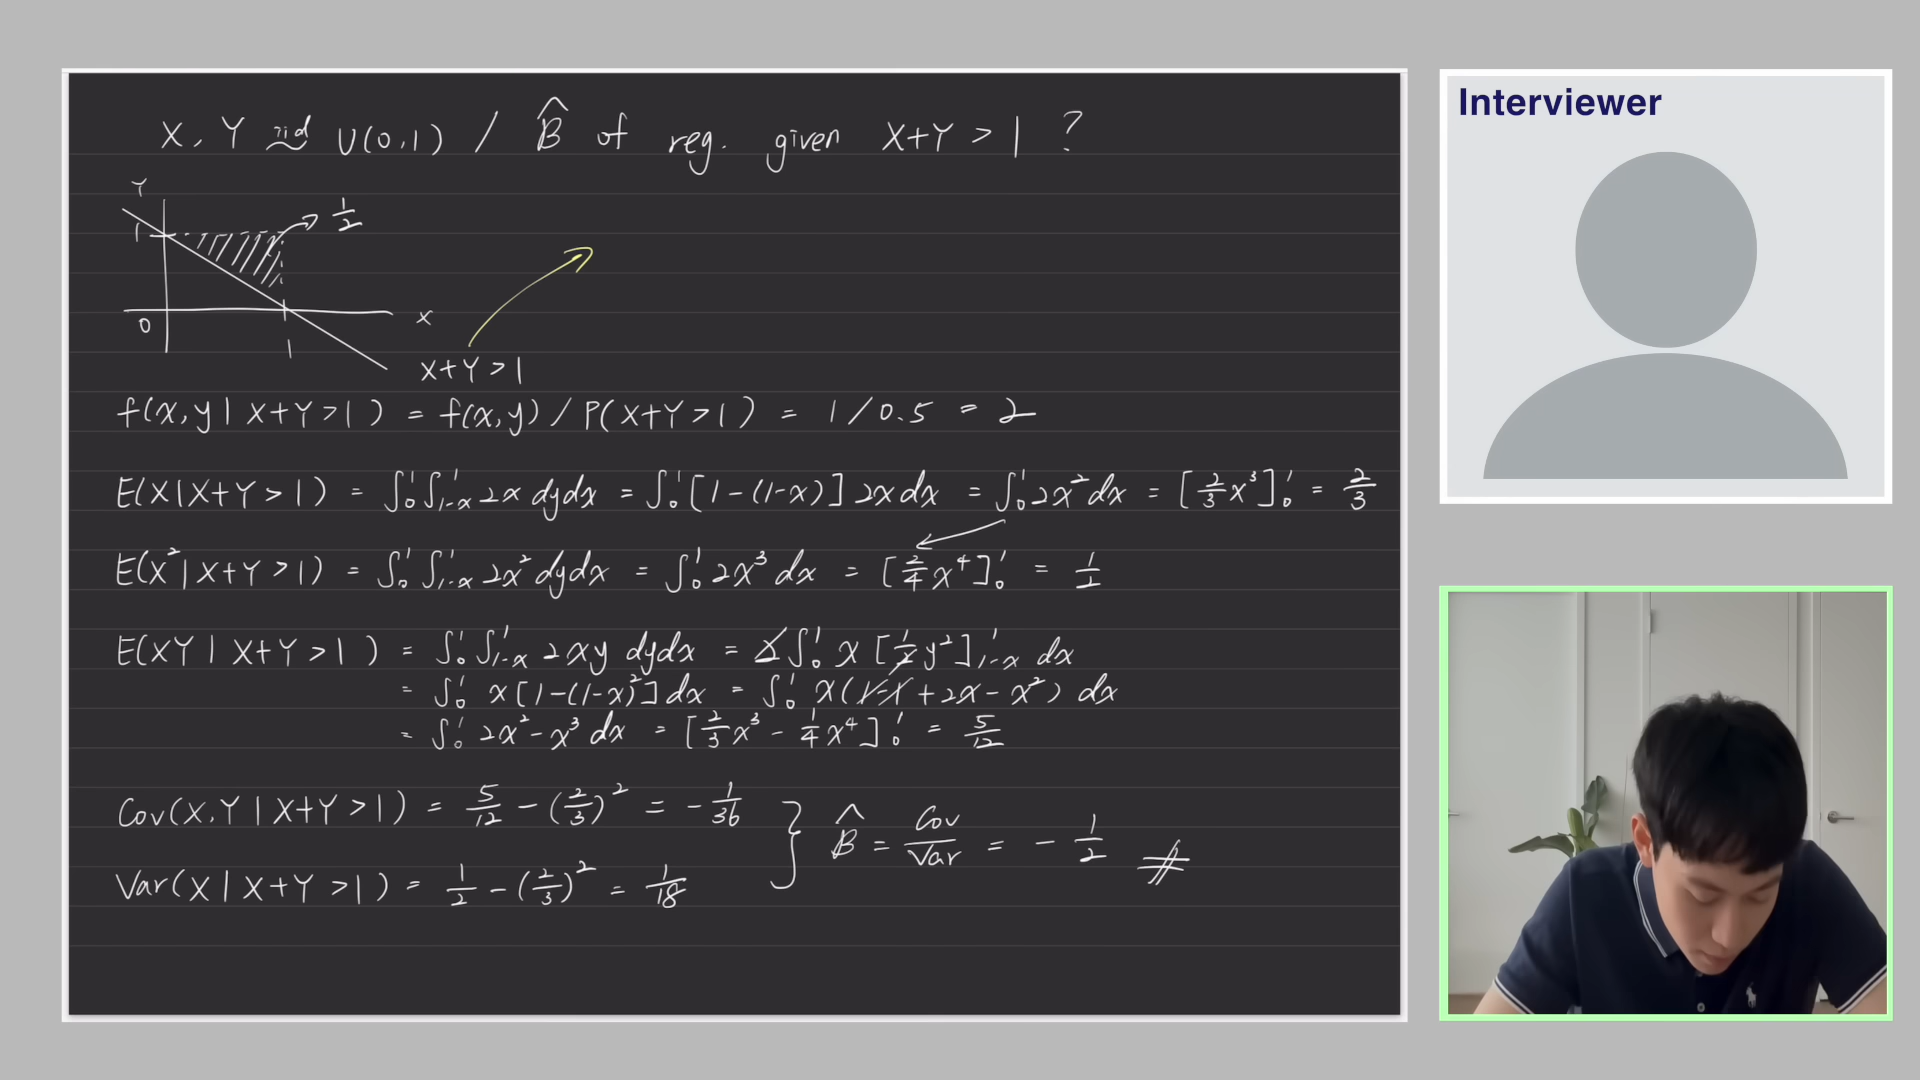 X, Y iid ~ U(0,1) / B̂ of reg. given X+Y > 1 ?
Y
1
1/2
0
1
x
X+Y > 1
f(x,y | X+Y>1) = f(x,y) / P(X+Y>1) = 1/0.5 = 2
E(X|X+Y>1) = ∫₀¹∫₁₋ₓ¹ 2x dydx = ∫₀¹[1-(1-x)] 2x dx = ∫₀¹ 2x² dx = [2/3 x³]₀¹ = 2/3
E(X²|X+Y>1) = ∫₀¹∫₁₋ₓ¹ 2x² dydx = ∫₀¹ 2x³ dx = [2/4 x⁴]₀¹ = 1/2
E(XY | X+Y>1) = ∫₀¹∫₁₋ₓ¹ 2xy dydx = 2∫₀¹ x [1/2 y²]₁₋ₓ¹ dx
= ∫₀¹ x[1-(1-x)²] dx = ∫₀¹ x(1-1+2x-x²) dx
= ∫₀¹ 2x²-x³ dx = [2/3 x³ - 1/4 x⁴]₀¹ = 5/12
Cov(X,Y | X+Y>1) = 5/12 - (2/3)² = - 1/36
Var(X | X+Y>1) = 1/2 - (2/3)² = 1/18
} B̂ = Cov/Var = - 1/2 #
Interviewer